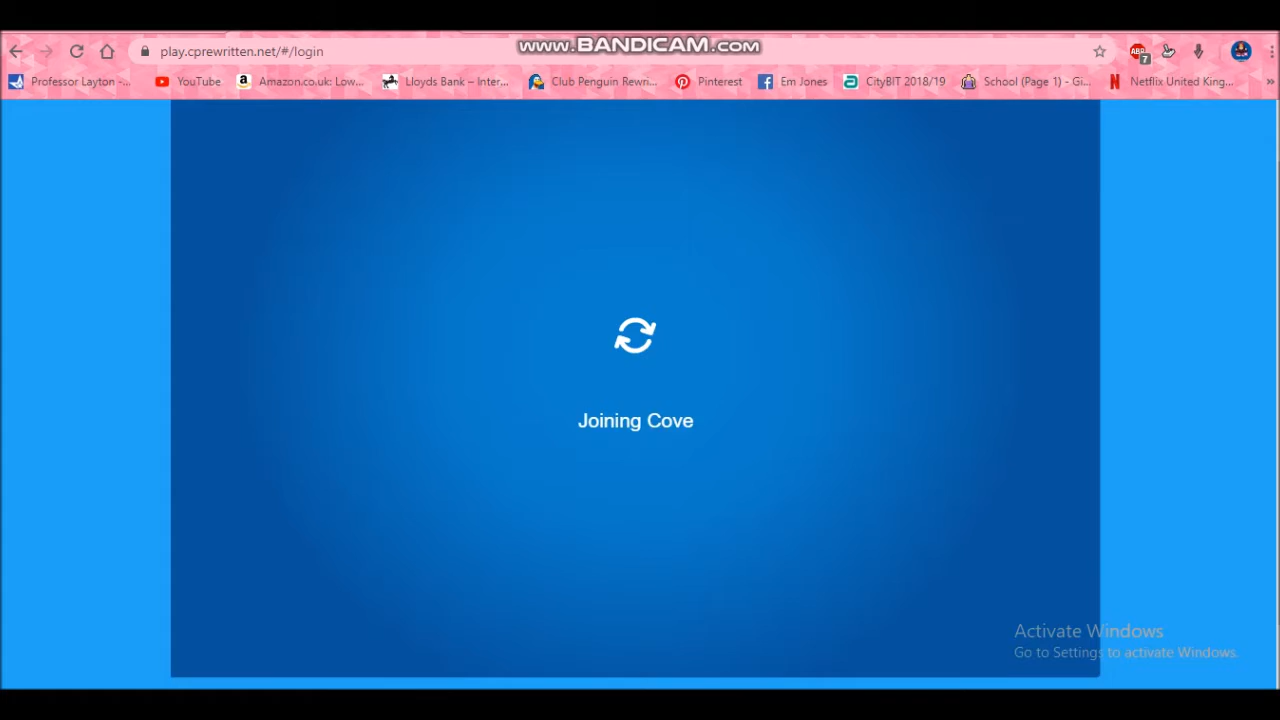 play.cprewritten.net/#/login
www.BANDICAM.com
ABP
7
Professor Layton -...
YouTube
Amazon.co.uk: Low...
Lloyds Bank – Inter...
Club Penguin Rewri...
Pinterest
Em Jones
CityBIT 2018/19
School (Page 1) - Gi...
Netflix United King...
»
Joining Cove
Activate Windows
Go to Settings to activate Windows.